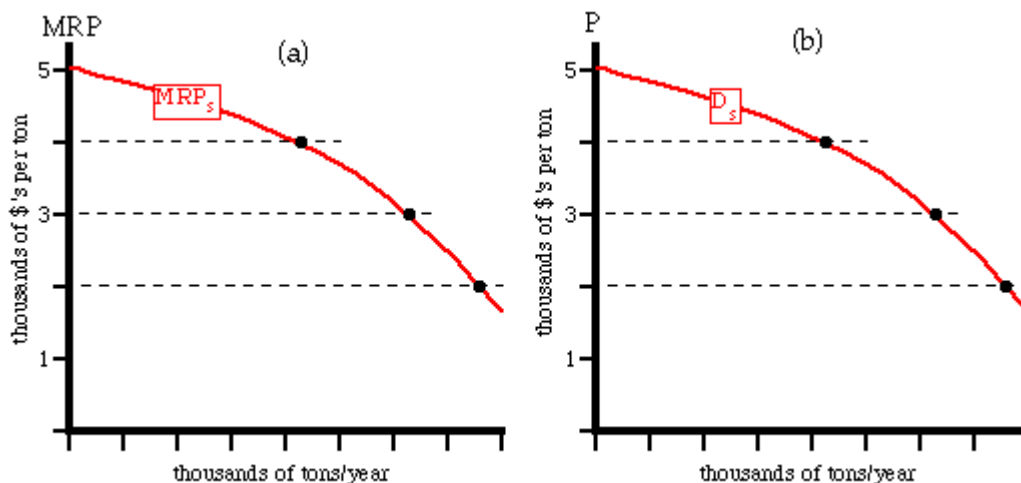 MRP
(a)
5
MRPs
3
1
thousands of $'s per ton
thousands of tons/year
P
(b)
5
Ds
3
1
thousands of $'s per ton
thousands of tons/year